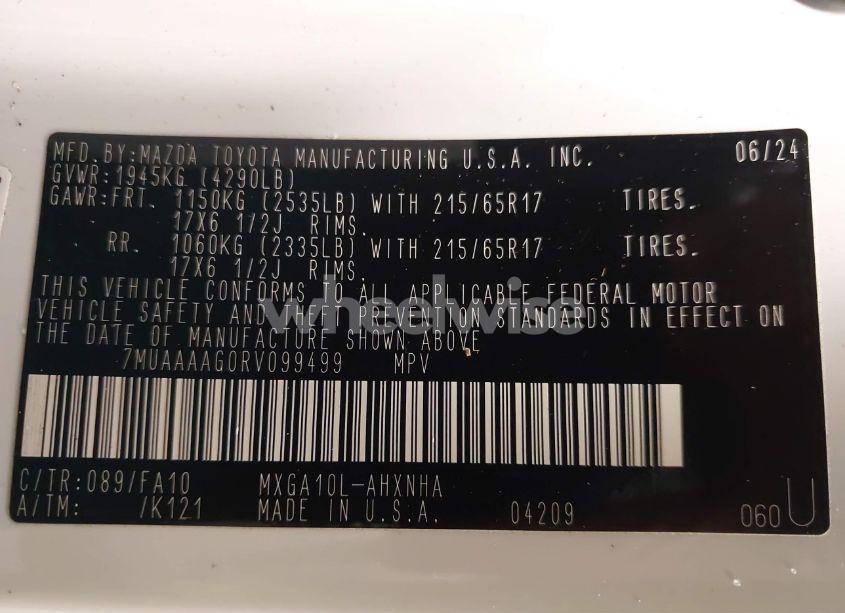 MFD.BY:MAZDA TOYOTA MANUFACTURING U.S.A. INC. 06/24
GVWR:1945KG (4290LB)
GAWR:FRT. 1150KG (2535LB) WITH 215/65R17 TIRES.
17X6 1/2J RIMS.
RR. 1060KG (2335LB) WITH 215/65R17 TIRES.
17X6 1/2J RIMS.
THIS VEHICLE CONFORMS TO ALL APPLICABLE FEDERAL MOTOR
VEHICLE SAFETY AND THEFT PREVENTION STANDARDS IN EFFECT ON
THE DATE OF MANUFACTURE SHOWN ABOVE.
7MUAAAAG0RV099499 MPV
C/TR:089/FA10 MXGA10L-AHXNHA
A/TM: /K121 MADE IN U.S.A. 04209 060 U
wheelwise